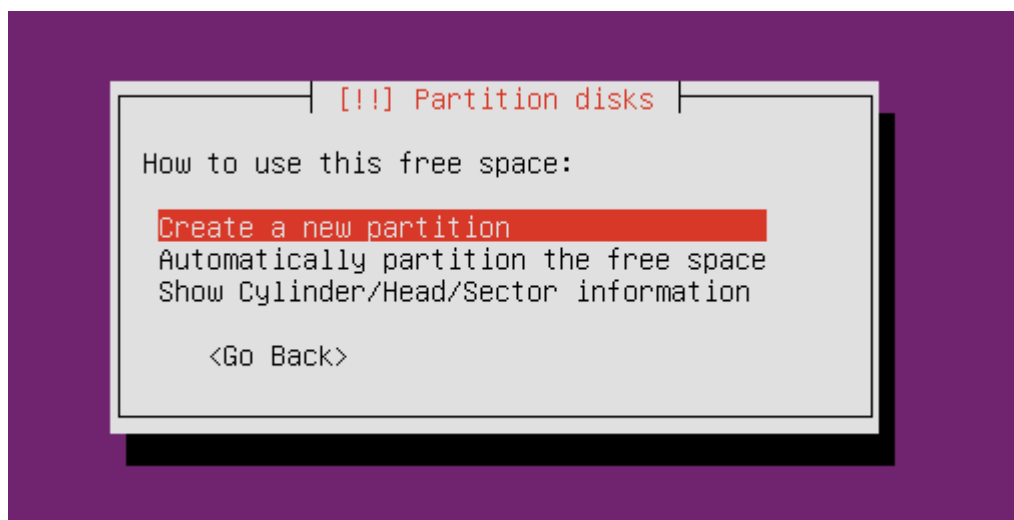 [!!] Partition disks
How to use this free space:
Create a new partition
Automatically partition the free space
Show Cylinder/Head/Sector information
<Go Back>